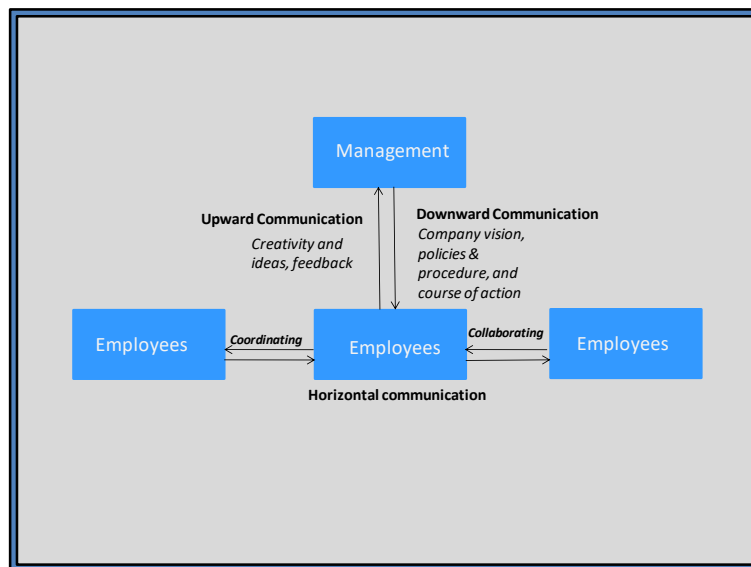 Management
Upward Communication
Creativity and
ideas, feedback
Downward Communication
Company vision,
policies &
procedure, and
course of action
Employees
Coordinating
Employees
Collaborating
Employees
Horizontal communication